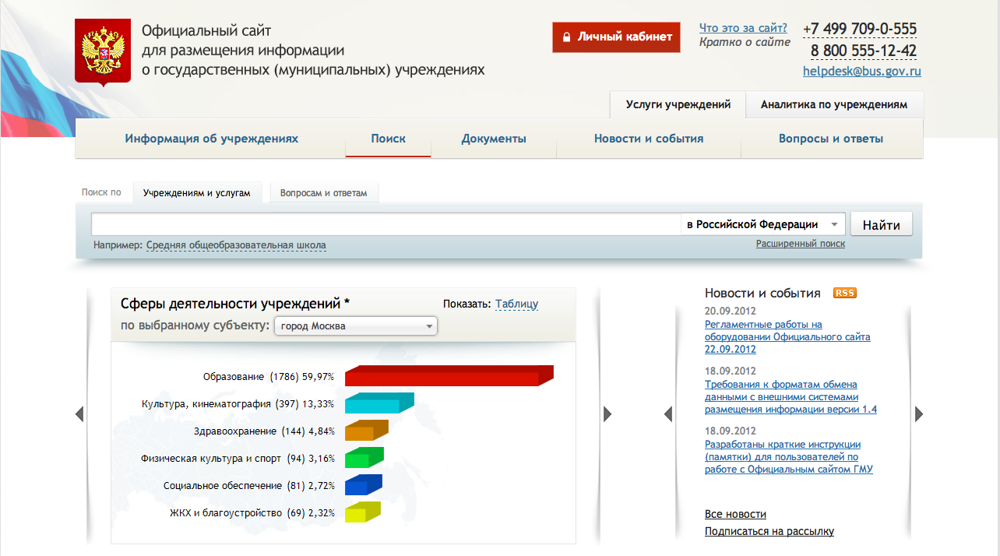 Официальный сайт
для размещения информации
о государственных (муниципальных) учреждениях
Личный кабинет
Что это за сайт?
Кратко о сайте
+7 499 709-0-555
8 800 555-12-42
helpdesk@bus.gov.ru
Услуги учреждений
Аналитика по учреждениям
Информация об учреждениях
Поиск
Документы
Новости и события
Вопросы и ответы
Поиск по
Учреждениям и услугам
Вопросам и ответам
в Российской Федерации
Найти
Например: Средняя общеобразовательная школа
Расширенный поиск
Сферы деятельности учреждений *
Показать: Таблицу
по выбранному субъекту:
город Москва
Образование (1786) 59,97%
Культура, кинематография (397) 13,33%
Здравоохранение (144) 4,84%
Физическая культура и спорт (94) 3,16%
Социальное обеспечение (81) 2,72%
ЖКХ и благоустройство (69) 2,32%
Новости и события
RSS
20.09.2012
Регламентные работы на
оборудовании Официального сайта
22.09.2012
18.09.2012
Требования к форматам обмена
данными с внешними системами
размещения информации версии 1.4
18.09.2012
Разработаны краткие инструкции
(памятки) для пользователей по
работе с Официальным сайтом ГМУ
Все новости
Подписаться на рассылку